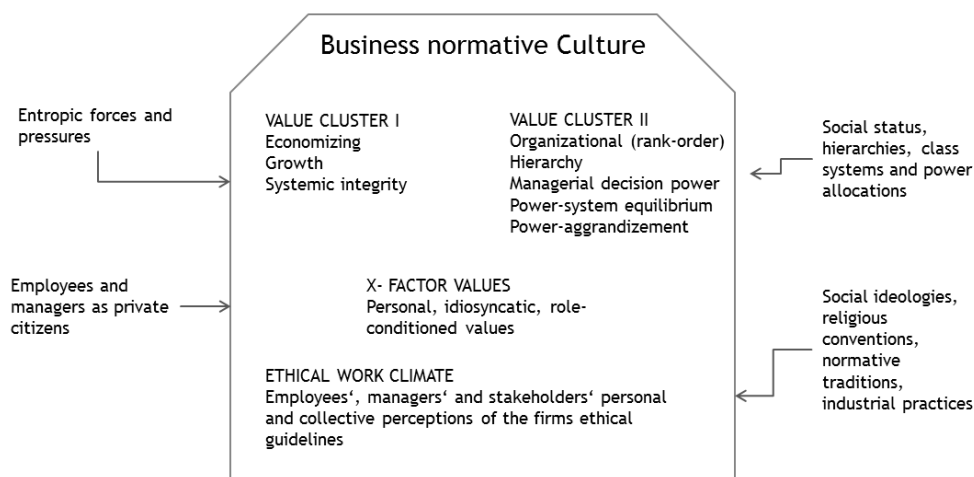 Business normative Culture
Entropic forces and
pressures
VALUE CLUSTER I
Economizing
Growth
Systemic integrity
VALUE CLUSTER II
Organizational (rank-order)
Hierarchy
Managerial decision power
Power-system equilibrium
Power-aggrandizement
Social status,
hierarchies, class
systems and power
allocations
Employees and
managers as private
citizens
X- FACTOR VALUES
Personal, idiosyncatic, role-
conditioned values
Social ideologies,
religious
conventions,
normative
traditions,
industrial practices
ETHICAL WORK CLIMATE
Employees‘, managers‘ and stakeholders‘ personal
and collective perceptions of the firms ethical
guidelines